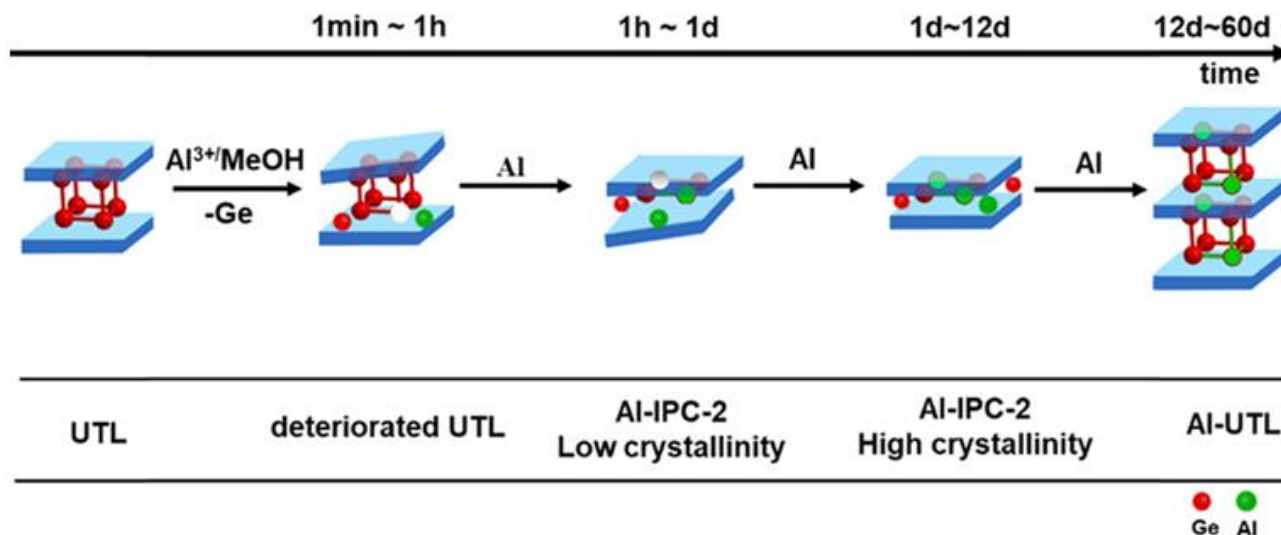 1min ~ 1h
1h ~ 1d
1d~12d
12d~60d
time
Al³⁺/MeOH
-Ge
Al
Al
Al
UTL
deteriorated UTL
Al-IPC-2
Low crystallinity
Al-IPC-2
High crystallinity
Al-UTL
Ge
Al